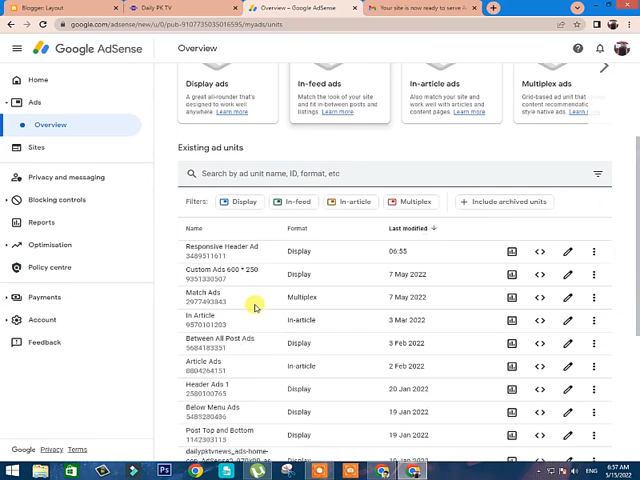 Blogger: Layout
Daily PK TV
Overview – Google AdSense
Your site is now ready to serve A
google.com/adsense/new/u/0/pub-9107735035016595/myads/units
Google AdSense
Overview
Home
Ads
Overview
Sites
Privacy and messaging
Blocking controls
Reports
Optimisation
Policy centre
Payments
Account
Feedback
Google Privacy Terms
Display ads
A great all-rounder that's
designed to work well
anywhere. Learn more
In-feed ads
Match the look of your site
and fit in-between posts and
listings. Learn more
In-article ads
Also match your site and
work well with articles and
content pages. Learn more
Multiplex ads
Grid-based ad unit that
content recommendatio
style native ads. Learn more
Existing ad units
Search by ad unit name, ID, format, etc
Filters: Display In-feed In-article Multiplex Include archived units
Name Format Last modified
Responsive Header Ad
3489511611
Display 06:55
Custom Ads 600 * 250
9351330507
Display 7 May 2022
Match Ads
2977493843
Multiplex 7 May 2022
In Article
9570101203
In-article 3 Mar 2022
Between All Post Ads
5684183351
Display 3 Feb 2022
Article Ads
8804264151
In-article 2 Feb 2022
Header Ads 1
2580100765
Display 20 Jan 2022
Below Menu Ads
5483280486
Display 19 Jan 2022
Post Top and Bottom
1142303115
Display 19 Jan 2022
dailypktvnews_ads-home-
ENG
6:57 AM
5/15/2022